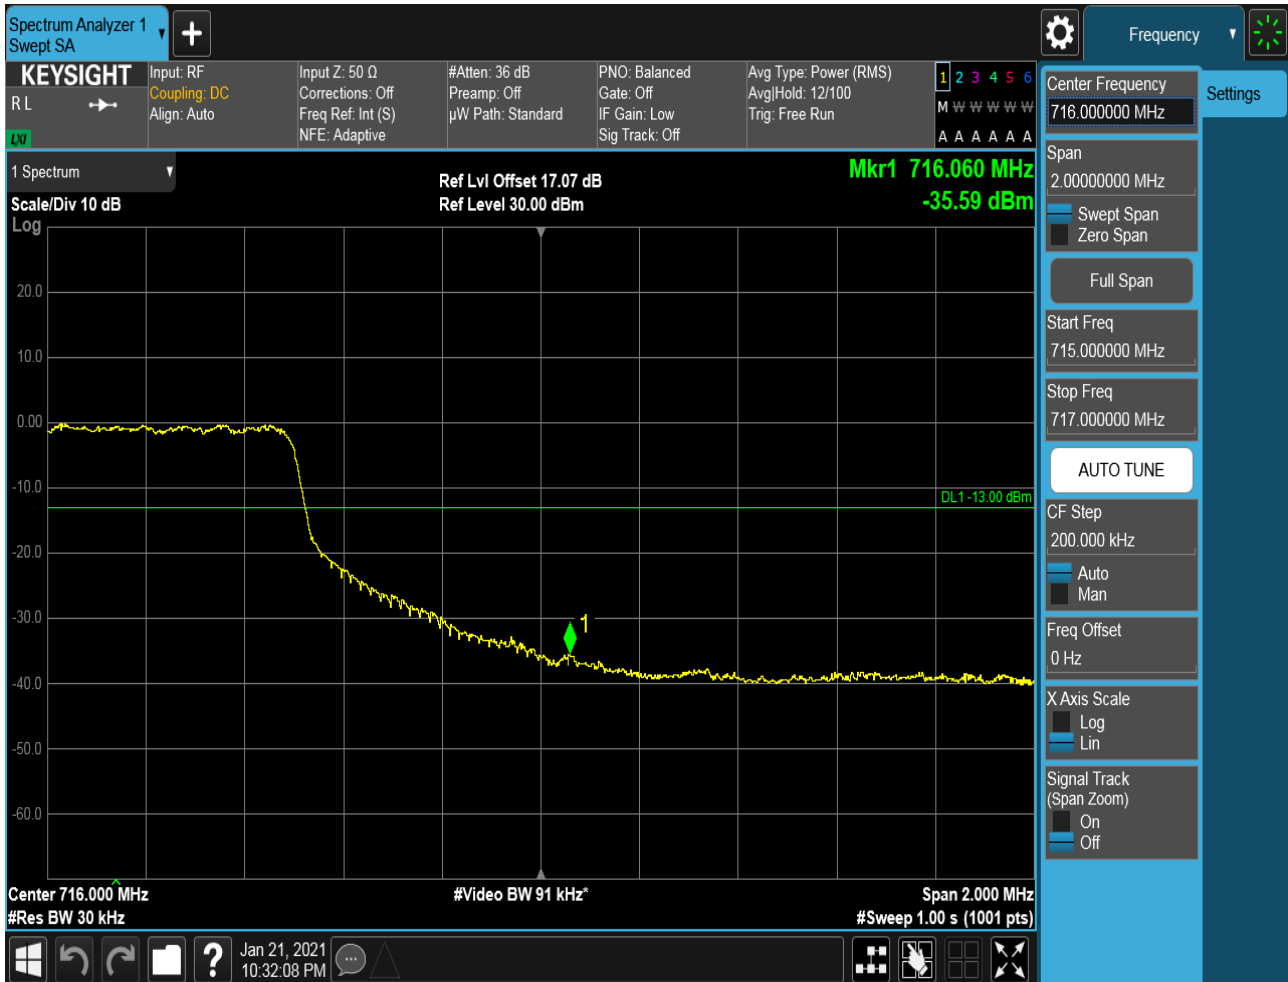 Spectrum Analyzer 1
Swept SA
Frequency
KEYSIGHT
R L
LXI
Input: RF
Coupling: DC
Align: Auto
Input Z: 50 Ω
Corrections: Off
Freq Ref: Int (S)
NFE: Adaptive
#Atten: 36 dB
Preamp: Off
µW Path: Standard
PNO: Balanced
Gate: Off
IF Gain: Low
Sig Track: Off
Avg Type: Power (RMS)
Avg|Hold: 12/100
Trig: Free Run
1 2 3 4 5 6
M W W W W W
A A A A A A
1 Spectrum
Scale/Div 10 dB
Log
Ref Lvl Offset 17.07 dB
Ref Level 30.00 dBm
Mkr1 716.060 MHz
-35.59 dBm
20.0
10.0
0.00
-10.0
-20.0
-30.0
-40.0
-50.0
-60.0
DL1 -13.00 dBm
1
Center 716.000 MHz
#Res BW 30 kHz
#Video BW 91 kHz*
Span 2.000 MHz
#Sweep 1.00 s (1001 pts)
Jan 21, 2021
10:32:08 PM
Center Frequency
716.000000 MHz
Settings
Span
2.00000000 MHz
Swept Span
Zero Span
Full Span
Start Freq
715.000000 MHz
Stop Freq
717.000000 MHz
AUTO TUNE
CF Step
200.000 kHz
Auto
Man
Freq Offset
0 Hz
X Axis Scale
Log
Lin
Signal Track
(Span Zoom)
On
Off